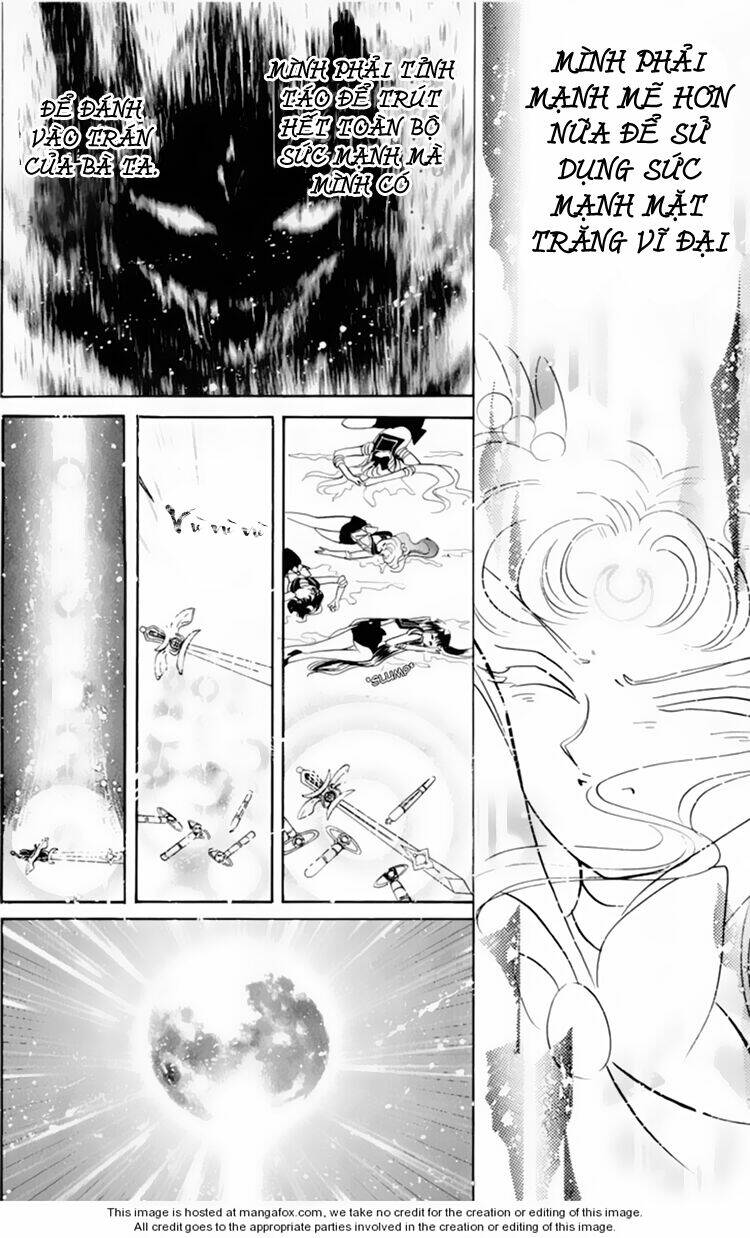 MÌNH PHẢI
MẠNH MẼ HƠN
NỮA ĐỂ SỬ
DỤNG SỨC
MẠNH MẶT
TRĂNG VĨ ĐẠI
MÌNH PHẢI TỈNH
TÁO ĐỂ TRÚT
HẾT TOÀN BỘ
SỨC MẠNH MÀ
MÌNH CÓ
ĐỂ ĐÁNH
VÀO TRÁN
CỦA BÀ TA.
*SLUMP*
Vù vù vù
This image is hosted at mangafox.com, we take no credit for the creation or editing of this image.
All credit goes to the appropriate parties involved in the creation or editing of this image.